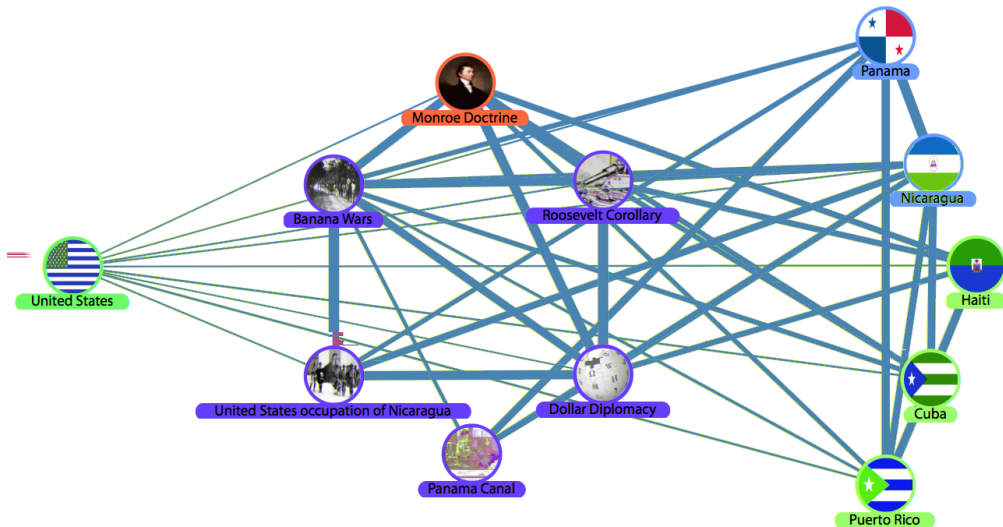 Panama
Monroe Doctrine
Nicaragua
Banana Wars
Roosevelt Corollary
United States
Haiti
United States occupation of Nicaragua
Dollar Diplomacy
Cuba
Panama Canal
Puerto Rico